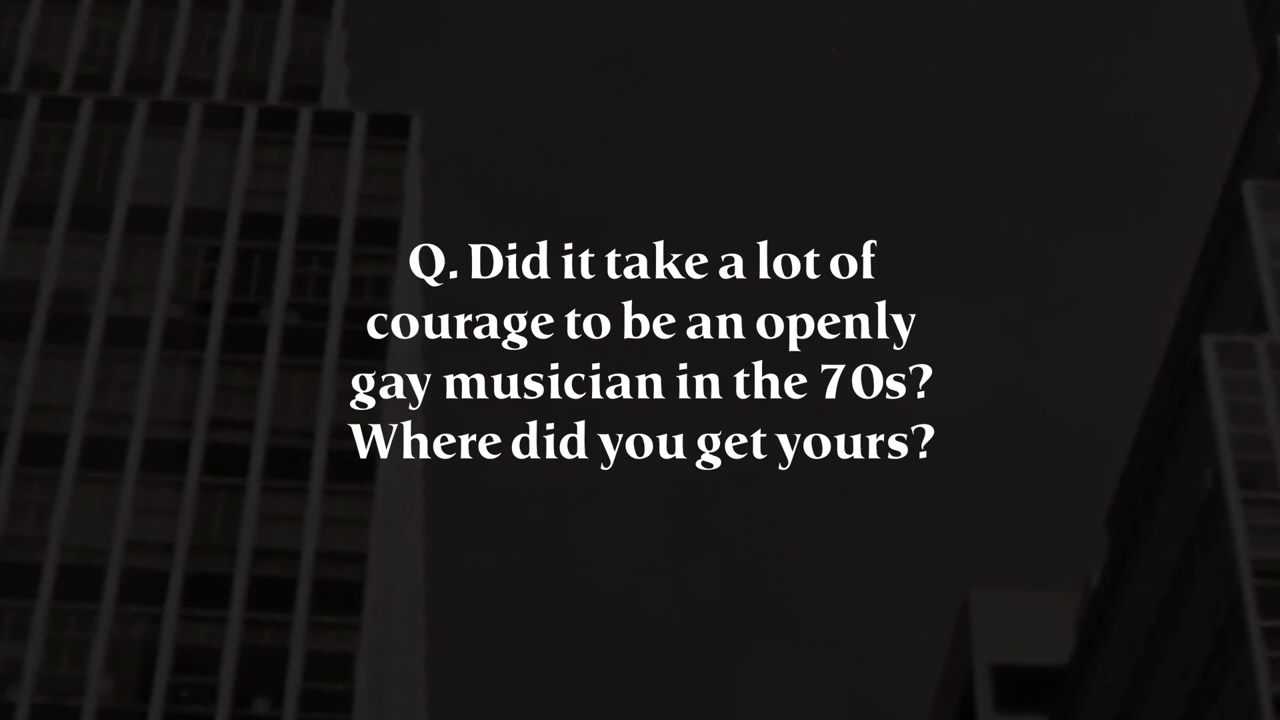 Q. Did it take a lot of
courage to be an openly
gay musician in the 70s?
Where did you get yours?